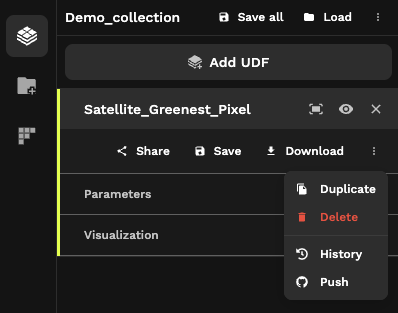 Demo_collection Save all Load
Add UDF
Satellite_Greenest_Pixel
Share Save Download
Parameters
Visualization
Duplicate
Delete
History
Push